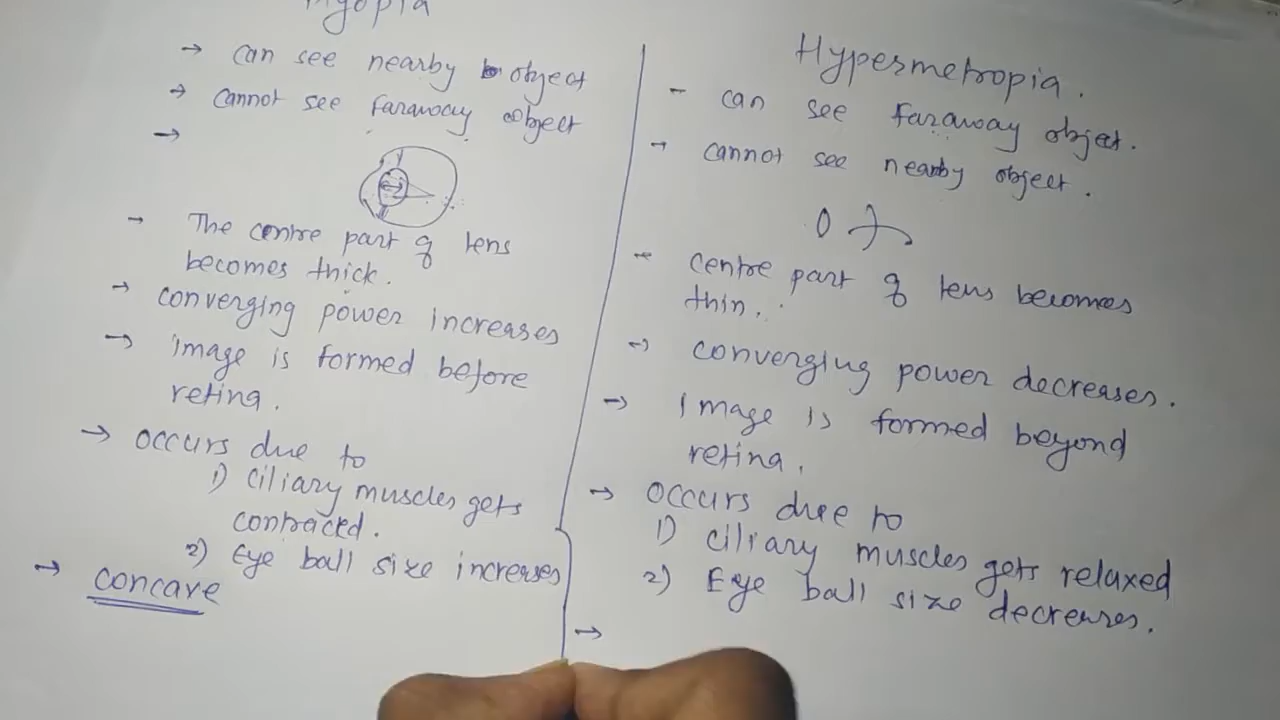 Myopia
→ can see nearby object
→ cannot see faraway object
→
- The centre part of lens
becomes thick.
→ converging power increases
→ image is formed before
retina.
→ occurs due to
1) ciliary muscles gets
contraced.
2) Eye ball size increases
→ concave
Hypermetropia.
- can see faraway object.
→ cannot see nearby object.
- centre part of lens becomes
thin.
→ converging power decreases.
→ image is formed beyond
retina.
→ occurs due to
1) ciliary muscles gets relaxed
2) Eye ball size decreases.
→